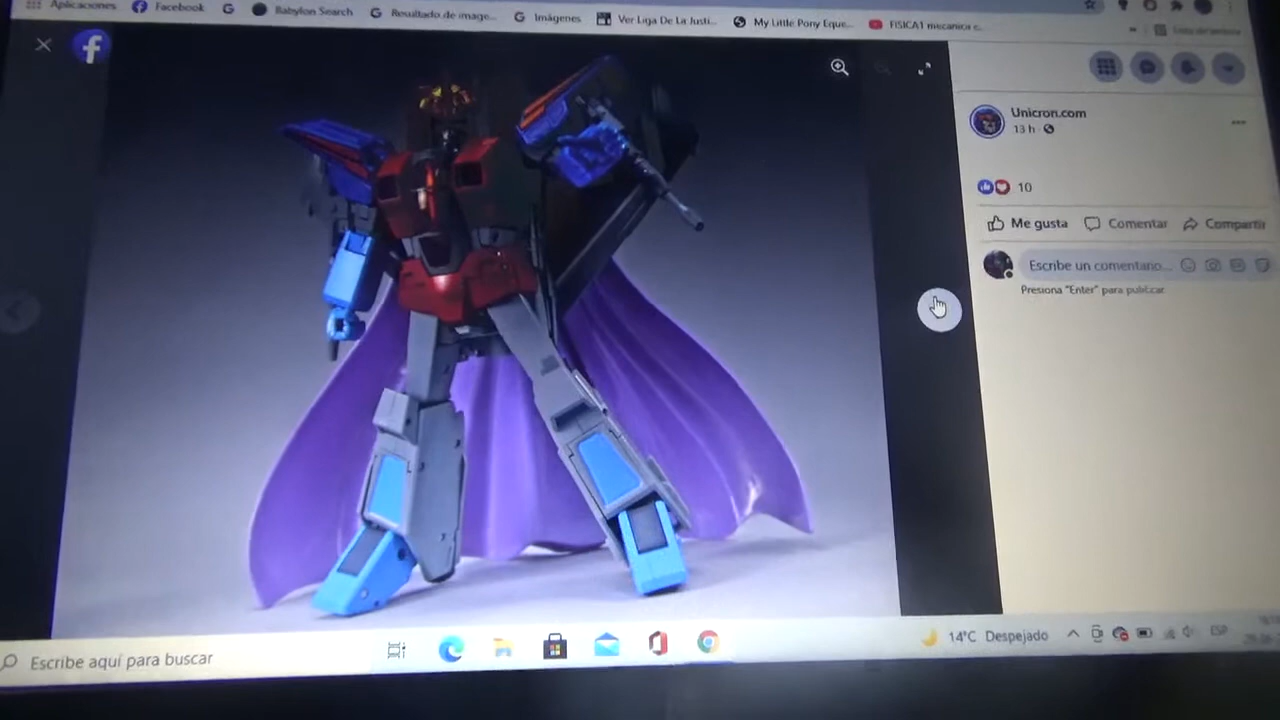 Aplicaciones Facebook G Babylon Search G Resultado de image... G Imágenes Ver Liga De La Justi... My Little Pony Eque... FISICA1 mecanica c...
Unicron.com
13 h
10
Me gusta Comentar Compartir
Escribe un comentario...
Presiona "Enter" para publicar.
Escribe aquí para buscar
14°C Despejado
ESP